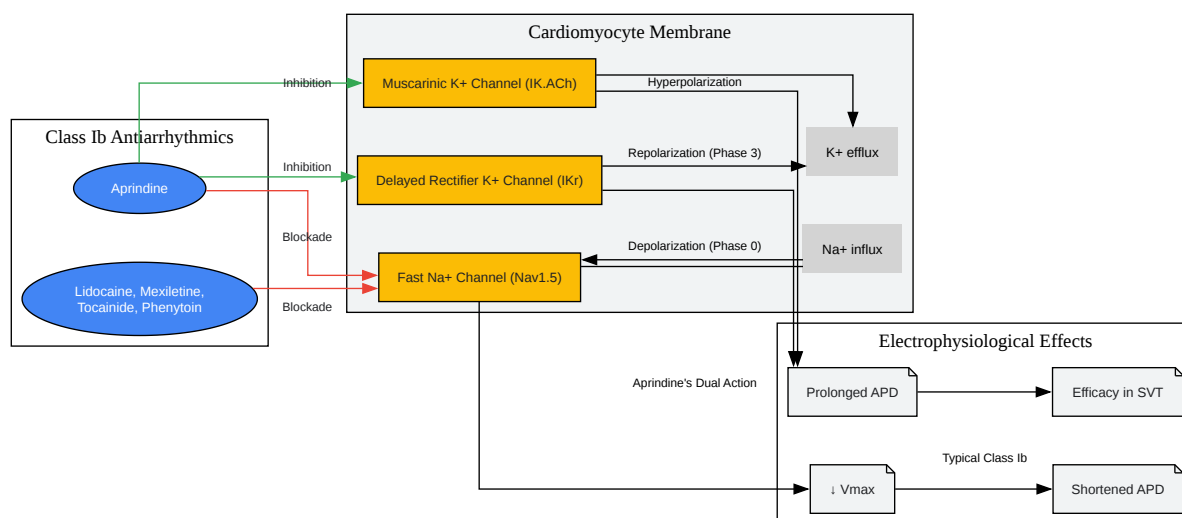 Cardiomyocyte Membrane
Inhibition
Muscarinic K+ Channel (IK.ACh)
Hyperpolarization
Class Ib Antiarrhythmics
K+ efflux
Repolarization (Phase 3)
Inhibition
Aprindine
Delayed Rectifier K+ Channel (IKr)
Blockade
Depolarization (Phase 0)
Na+ influx
Fast Na+ Channel (Nav1.5)
Lidocaine, Mexiletine,
Tocainide, Phenytoin
Blockade
Electrophysiological Effects
Aprindine's Dual Action
Prolonged APD
Efficacy in SVT
Typical Class Ib
↓ Vmax
Shortened APD